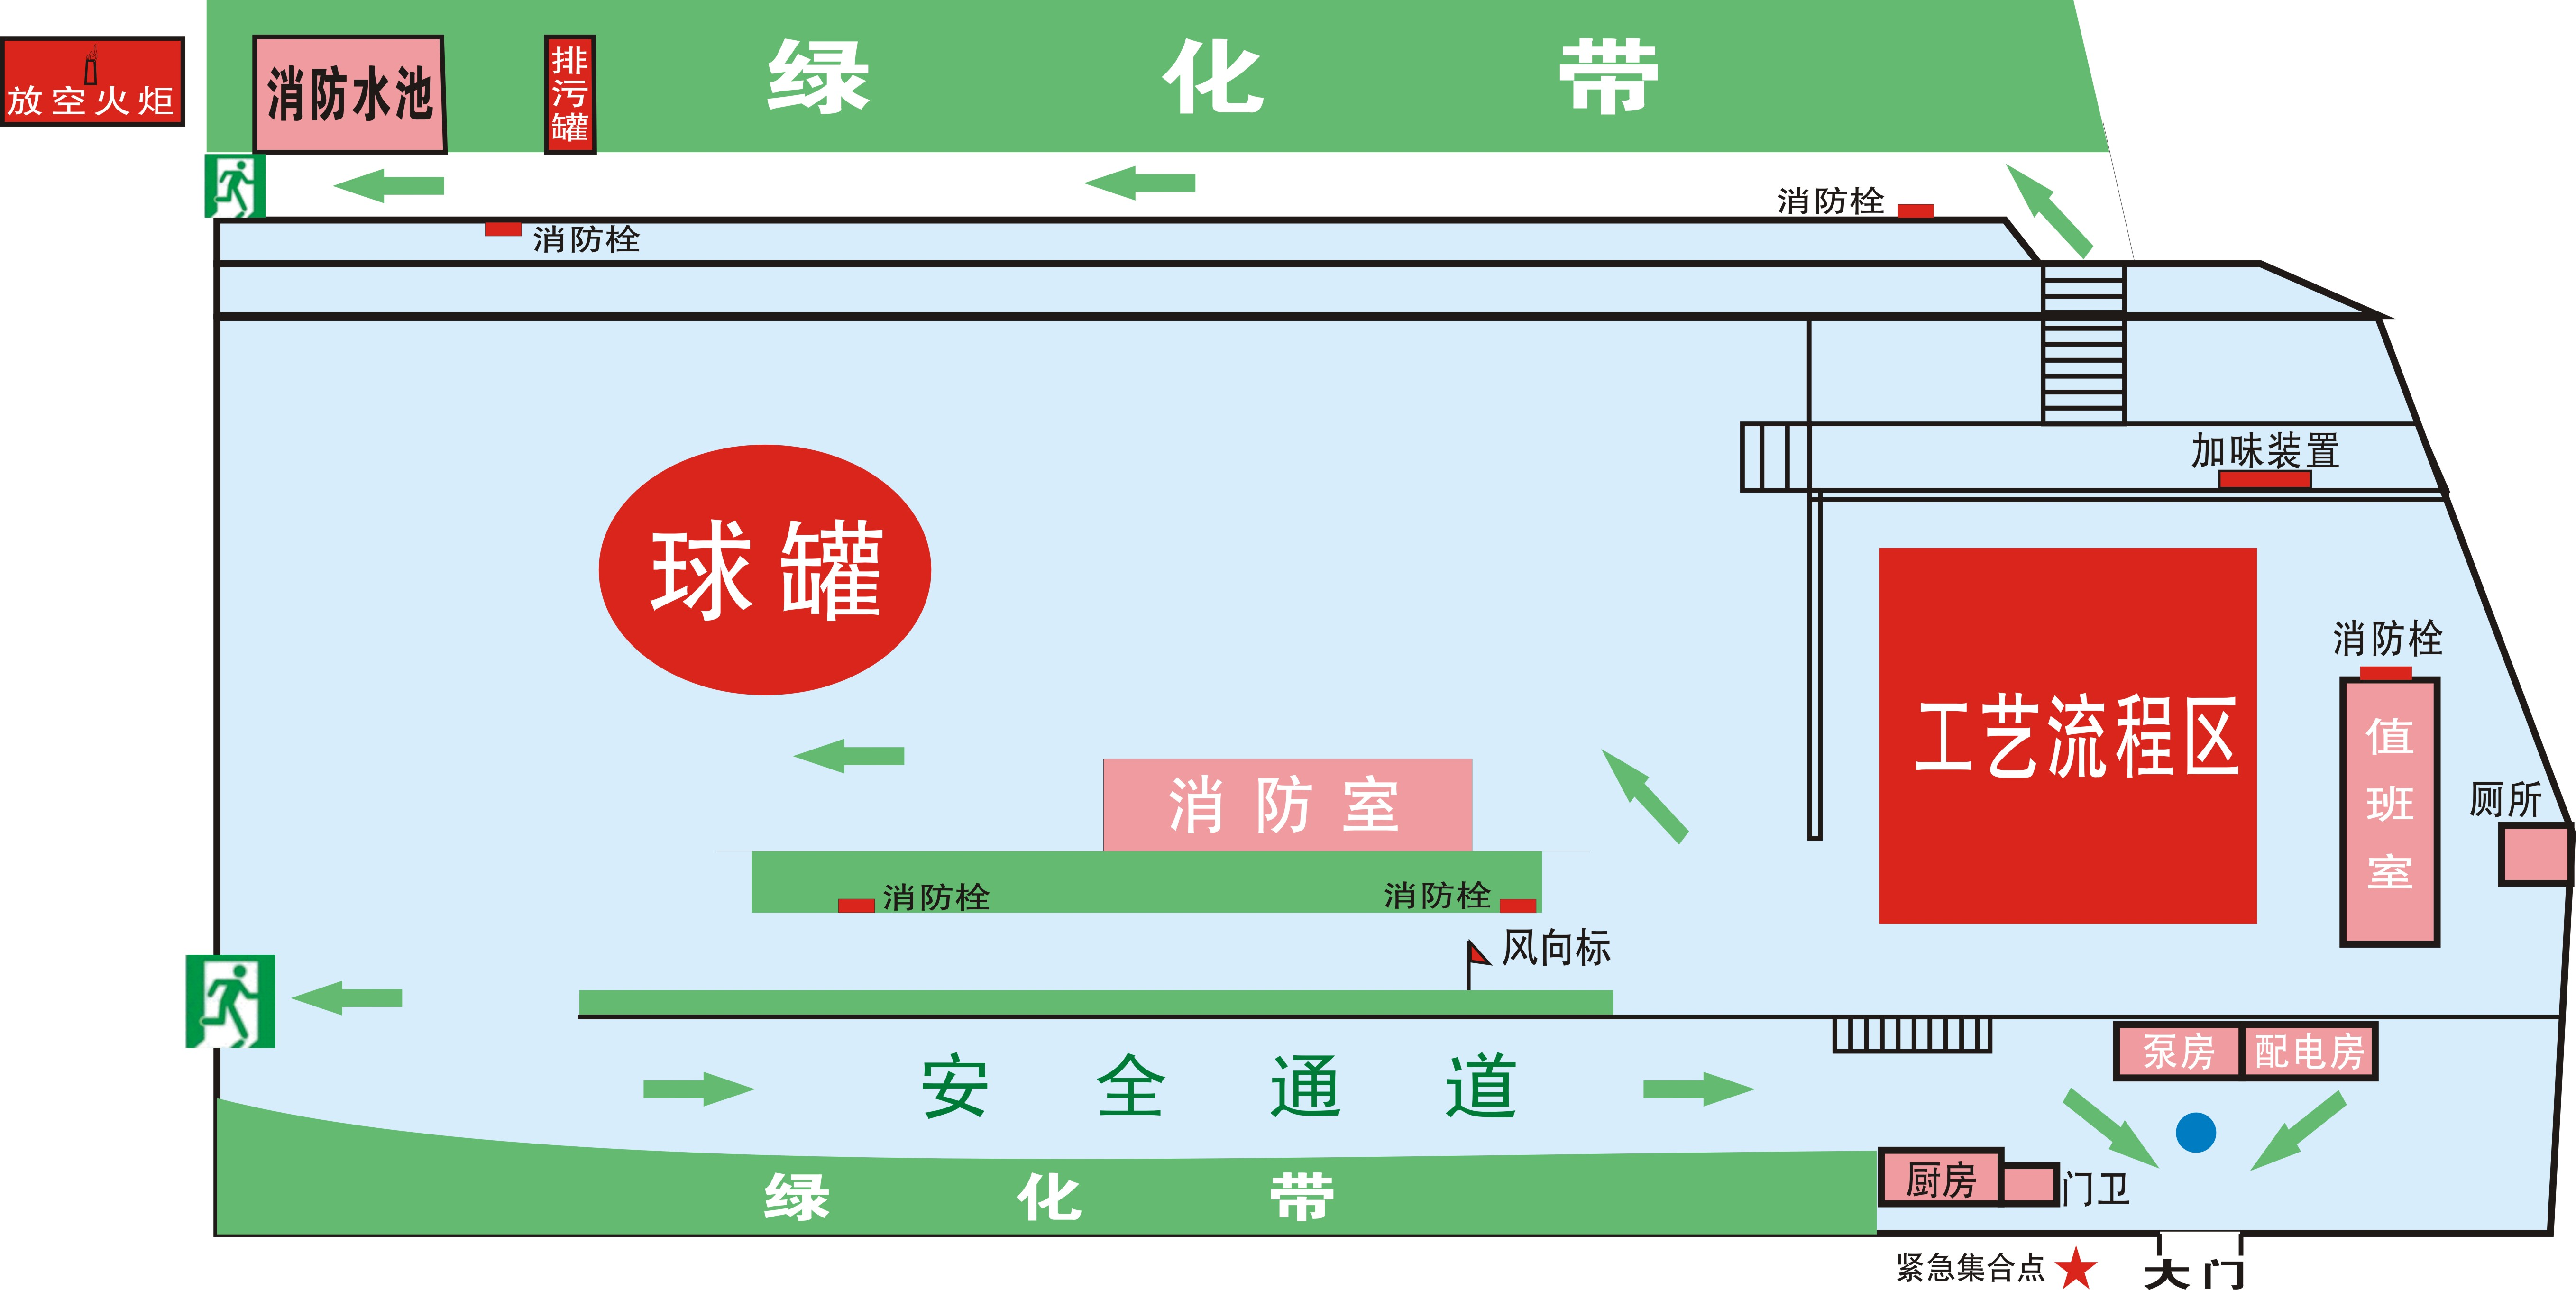 绿化带
放空火炬
消防水池
排污罐
消防栓
消防栓
加味装置
球罐
消防栓
工艺流程区
值班室
消防室
厕所
消防栓
消防栓
风向标
泵房
配电房
安全通道
厨房
门卫
绿化带
紧急集合点
大门